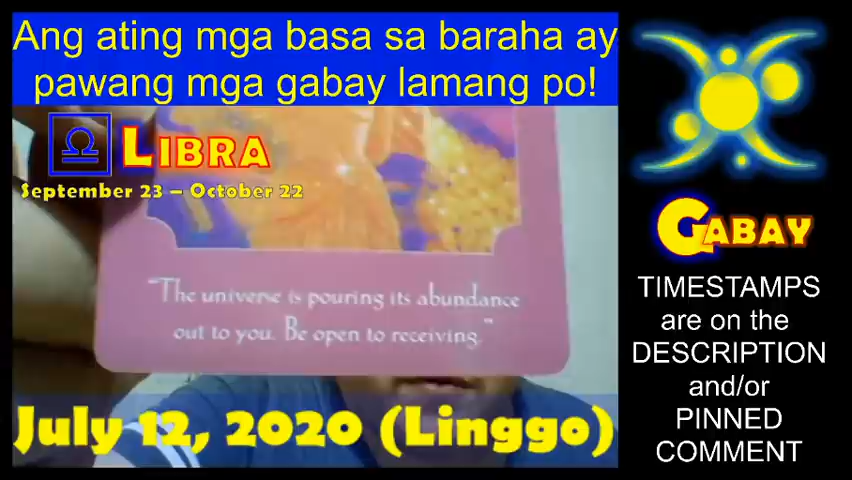 Ang ating mga basa sa baraha ay
pawang mga gabay lamang po!
LIBRA
September 23 – October 22
"The universe is pouring its abundance
out to you. Be open to receiving."
July 12, 2020 (Linggo)
GABAY
TIMESTAMPS
are on the
DESCRIPTION
and/or
PINNED
COMMENT